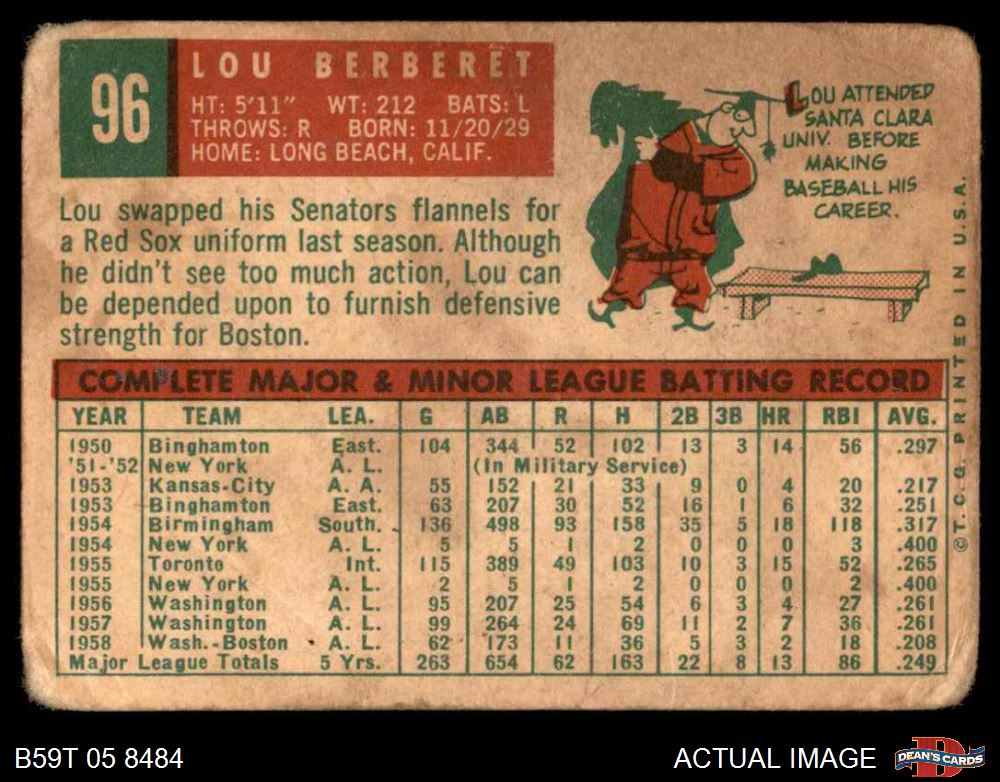 96
LOU BERBERET
HT: 5'11" WT: 212 BATS: L
THROWS: R BORN: 11/20/29
HOME: LONG BEACH, CALIF.
LOU ATTENDED
SANTA CLARA
UNIV. BEFORE
MAKING
BASEBALL HIS
CAREER.
Lou swapped his Senators flannels for
a Red Sox uniform last season. Although
he didn't see too much action, Lou can
be depended upon to furnish defensive
strength for Boston.
COMPLETE MAJOR & MINOR LEAGUE BATTING RECORD
YEAR TEAM LEA. G AB R H 2B 3B HR RBI AVG.
1950 Binghamton East. 104 344 52 102 13 3 14 56 .297
'51-'52 New York A. L. (In Military Service)
1953 Kansas-City A. A. 55 152 21 33 9 0 4 20 .217
1953 Binghamton East. 63 207 30 52 16 1 6 32 .251
1954 Birmingham South. 136 498 93 158 35 5 18 118 .317
1954 New York A. L. 5 5 1 2 0 0 0 3 .400
1955 Toronto Int. 115 389 49 103 10 3 15 52 .265
1955 New York A. L. 2 5 1 2 0 0 0 2 .400
1956 Washington A. L. 95 207 25 54 6 3 4 27 .261
1957 Washington A. L. 99 264 24 69 11 2 7 36 .261
1958 Wash.-Boston A. L. 62 173 11 36 5 3 2 18 .208
Major League Totals 5 Yrs. 263 654 62 163 22 8 13 86 .249
© T. C. G. PRINTED IN U.S.A.
B59T 05 8484
ACTUAL IMAGE
D
DEAN'S CARDS